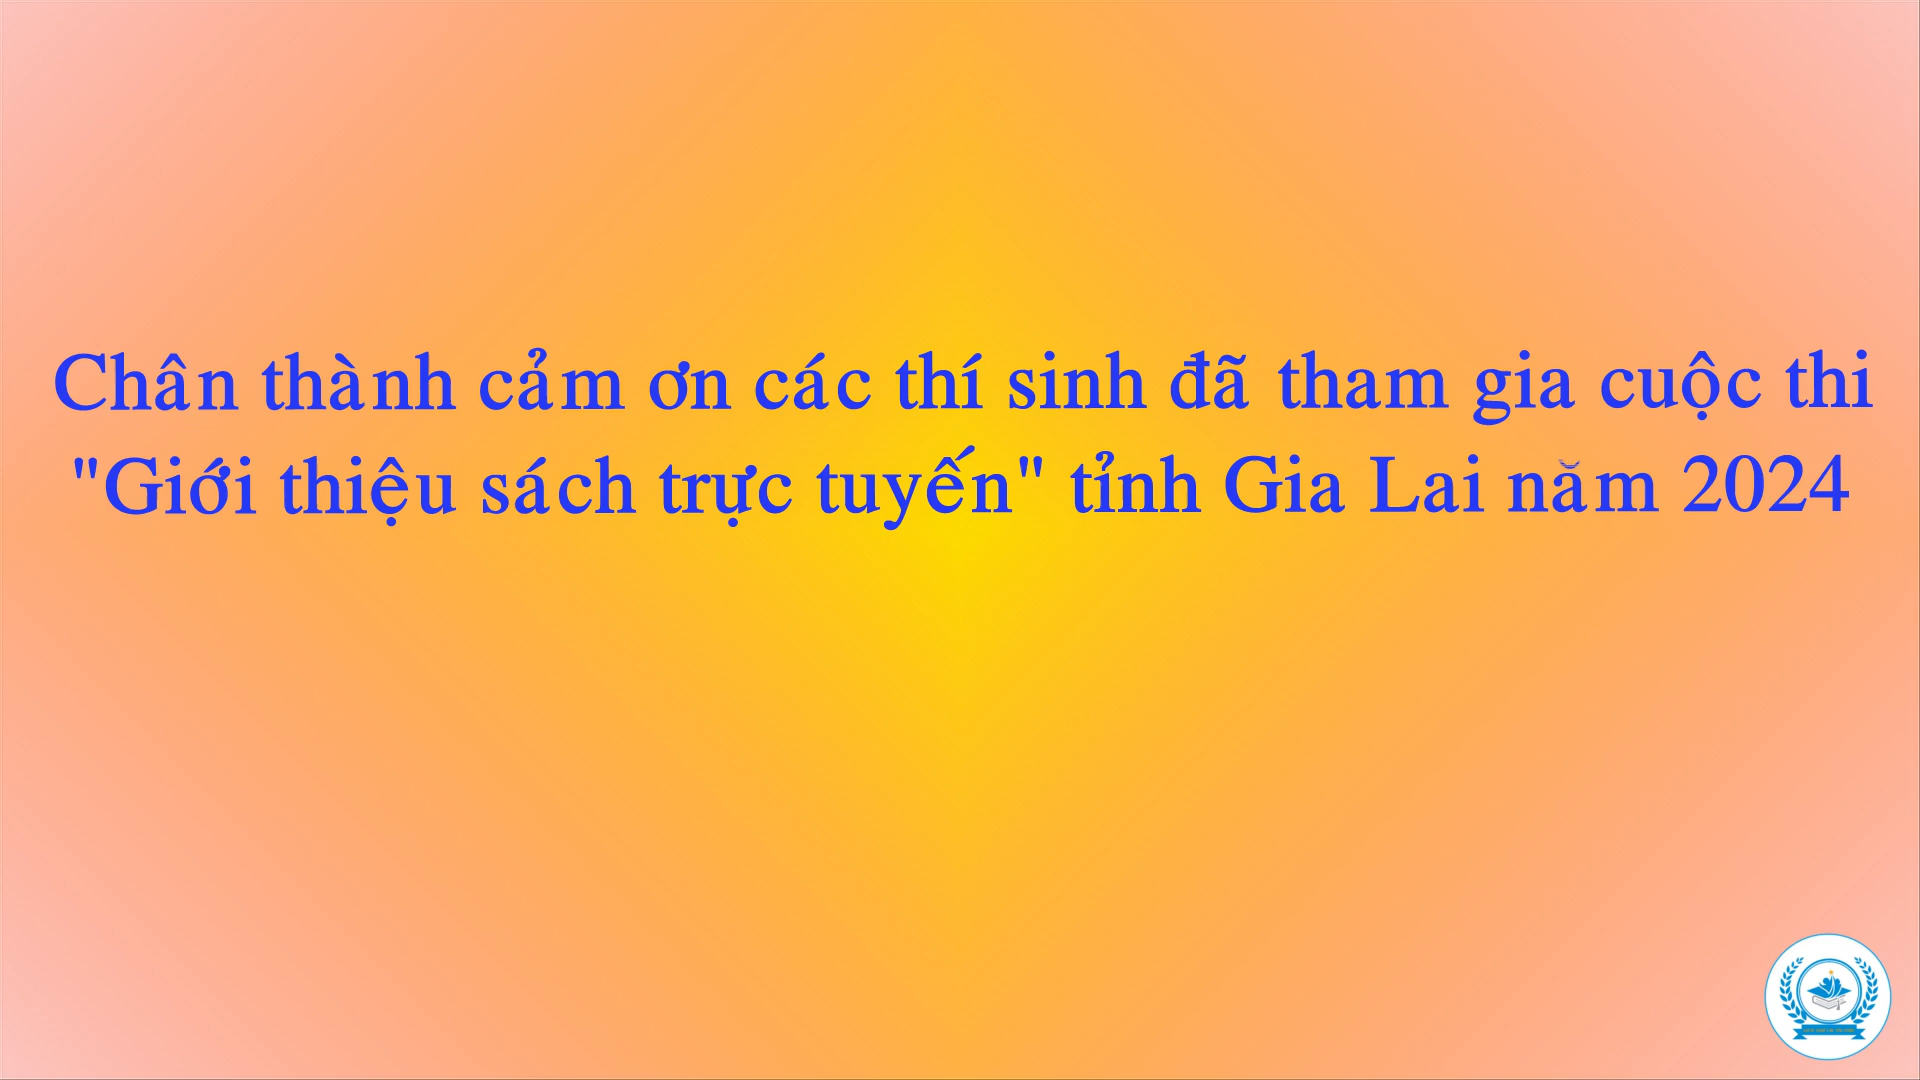 Chân thành cảm ơn các thí sinh đã tham gia cuộc thi
"Giới thiệu sách trực tuyến" tỉnh Gia Lai năm 2024